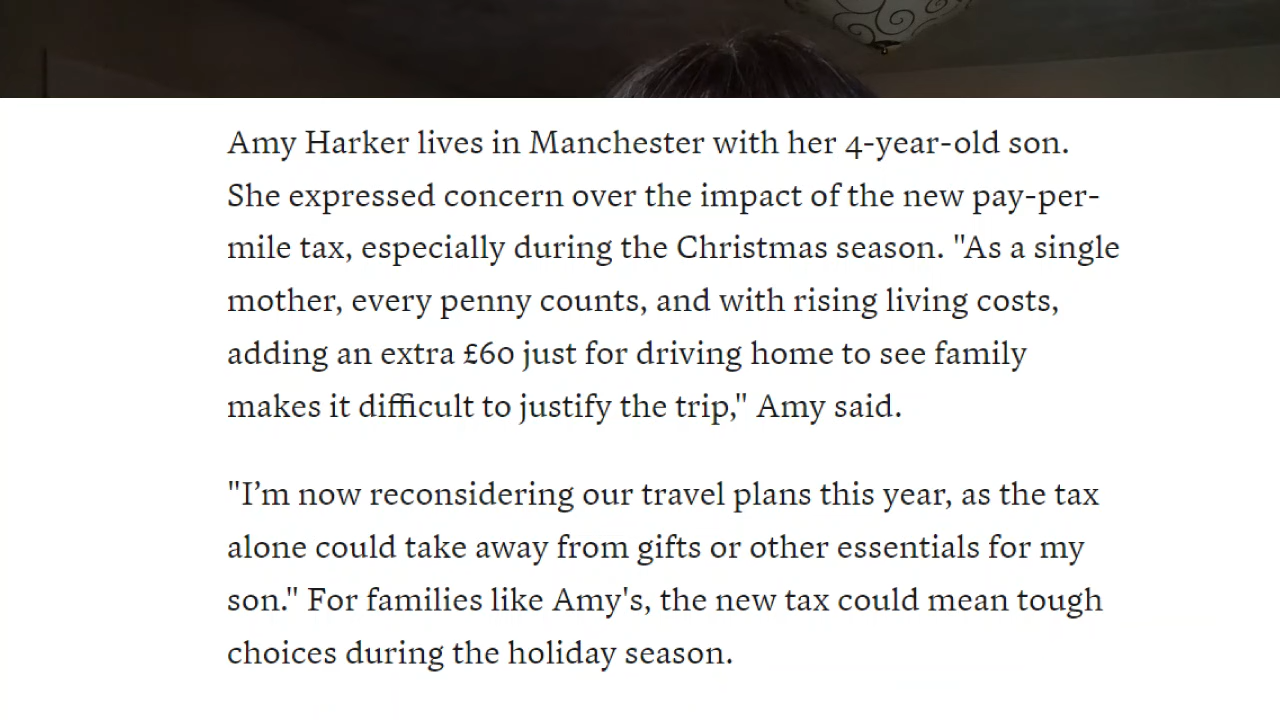 Amy Harker lives in Manchester with her 4-year-old son.
She expressed concern over the impact of the new pay-per-
mile tax, especially during the Christmas season. "As a single
mother, every penny counts, and with rising living costs,
adding an extra £60 just for driving home to see family
makes it difficult to justify the trip," Amy said.
"I’m now reconsidering our travel plans this year, as the tax
alone could take away from gifts or other essentials for my
son." For families like Amy's, the new tax could mean tough
choices during the holiday season.